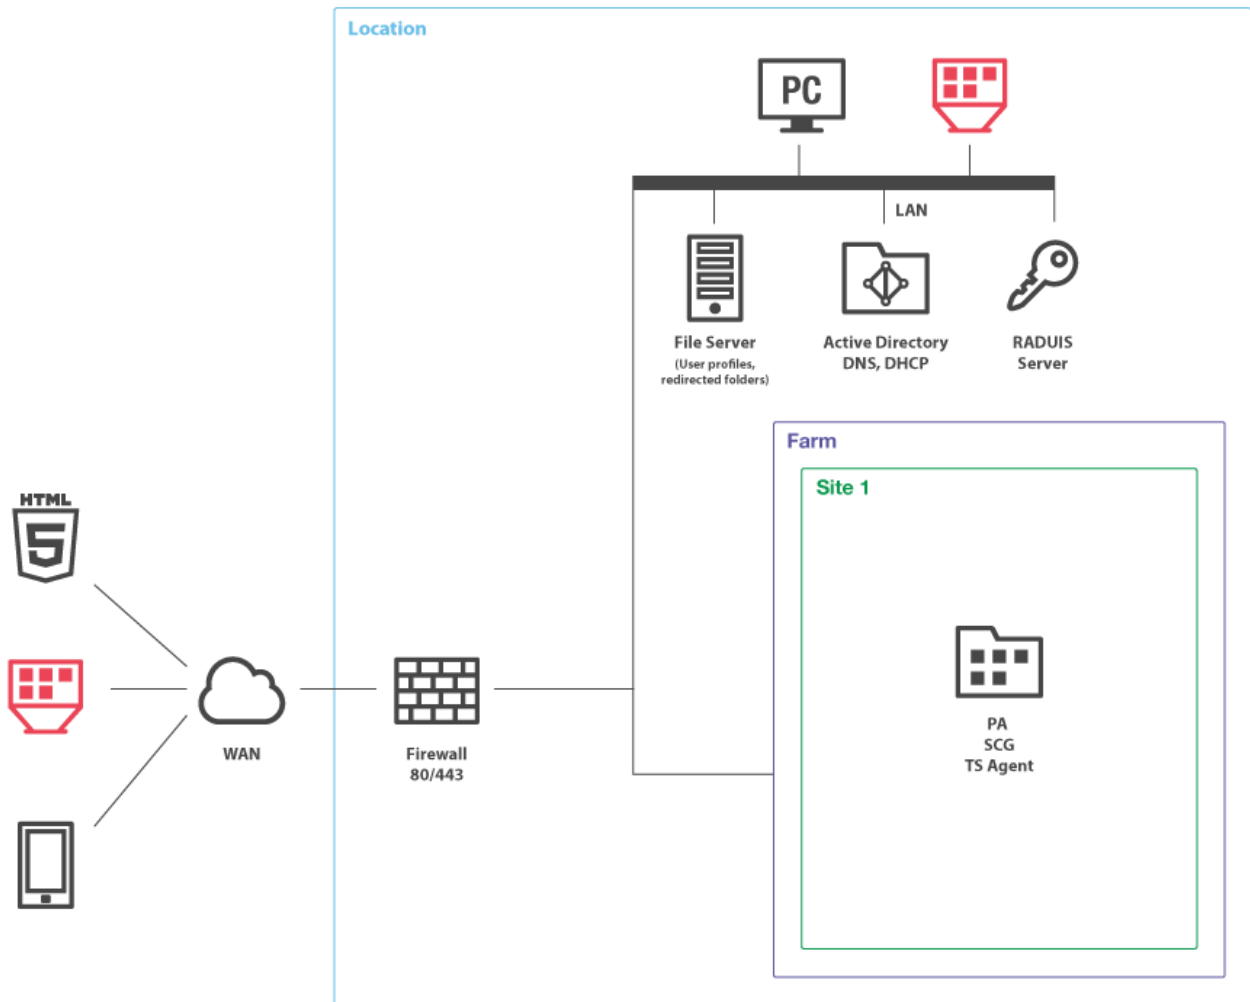 Location
PC
LAN
File Server
(User profiles,
redirected folders)
Active Directory
DNS, DHCP
RADUIS
Server
Farm
Site 1
HTML
5
WAN
Firewall
80/443
PA
SCG
TS Agent